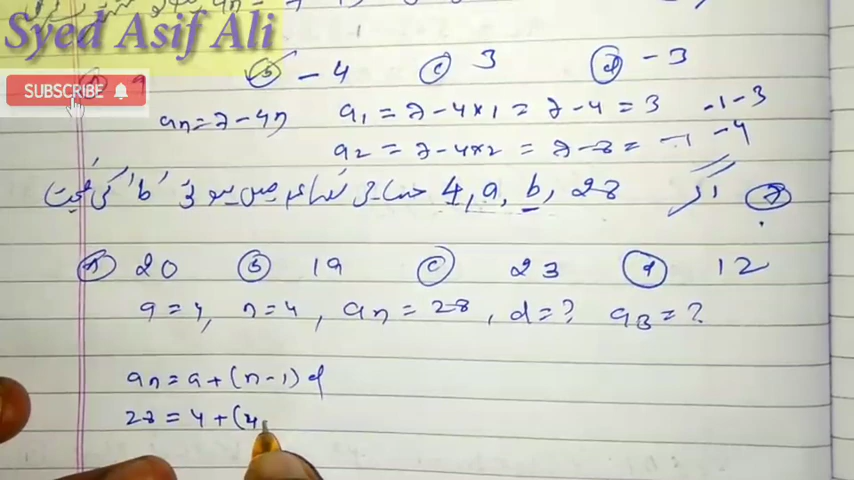 Syed Asif Ali
SUBSCRIBE
(b) -4 (c) 3 (d) -3
an = 7-4n a1 = 7-4×1 = 7-4 = 3 -1-3
a2 = 7-4×2 = 7-8 = -1 -4
اگر 4, a, b, 28 حسابی میں ہو تو 'b' کی قیمت
(a) 20 (b) 19 (c) 23 (d) 12
a = 4, n = 4, an = 28, d = ? a3 = ?
an = a + (n-1) d
28 = 4 + (4